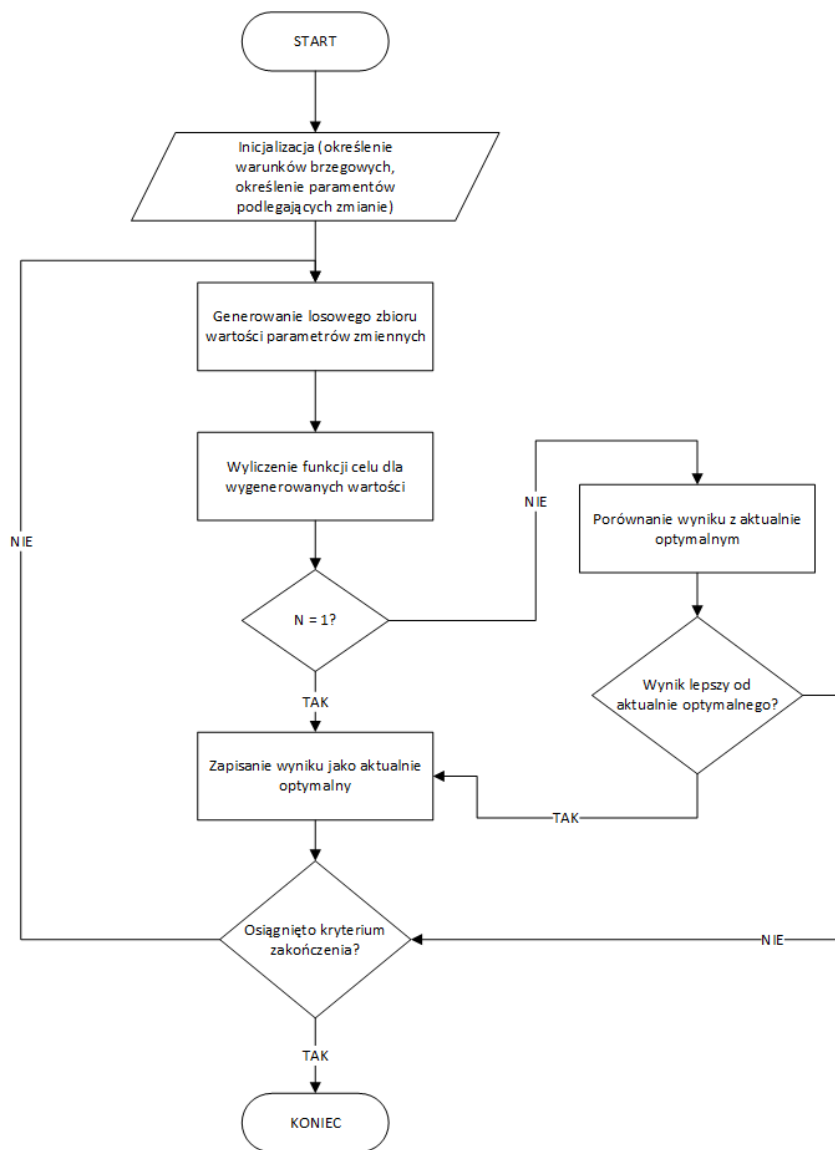 START
Inicjalizacja (określenie
warunków brzegowych,
określenie paramentów
podlegających zmianie)
Generowanie losowego zbioru
wartości parametrów zmiennych
Wyliczenie funkcji celu dla
wygenerowanych wartości
NIE
Porównanie wyniku z aktualnie
optymalnym
NIE
N = 1?
Wynik lepszy od
aktualnie optymalnego?
TAK
Zapisanie wyniku jako aktualnie
optymalny
TAK
Osiągnięto kryterium
zakończenia?
NIE
TAK
KONIEC